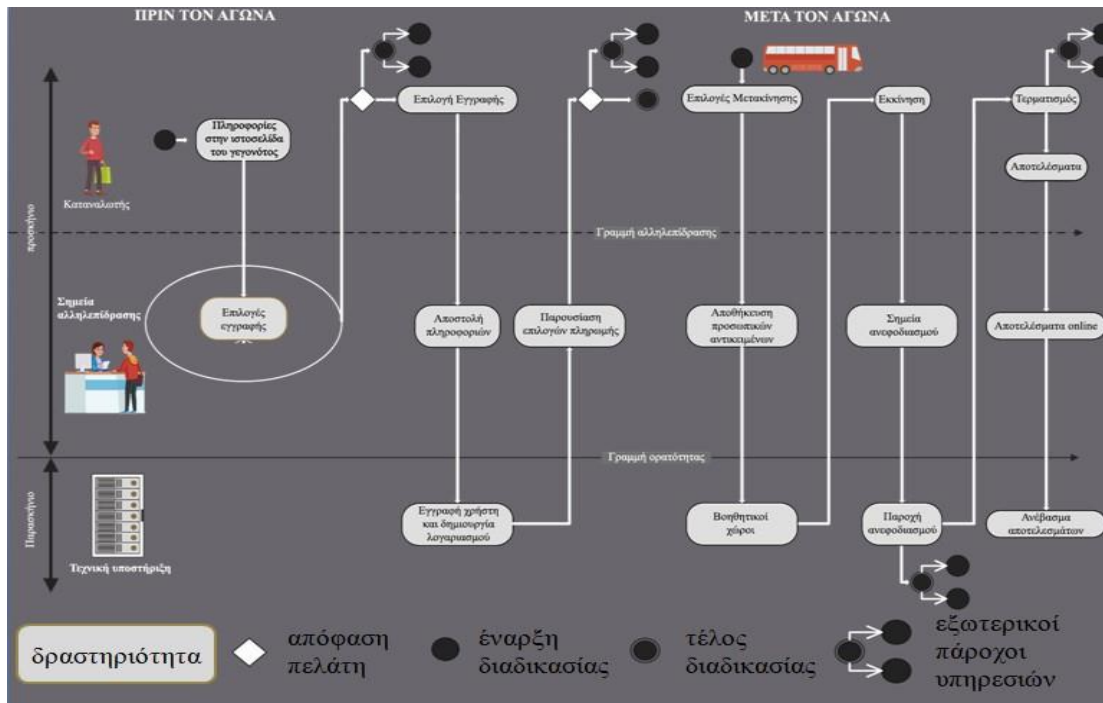 ΠΡΙΝ ΤΟΝ ΑΓΩΝΑ
ΜΕΤΑ ΤΟΝ ΑΓΩΝΑ
Επιλογή Εγγραφής
Επιλογές Μετακίνησης
Εκκίνηση
Τερματισμός
Πληροφορίες
στην ιστοσελίδα
του γεγονότος
Αποτελέσματα
Καταναλωτής
προσκήνιο
Γραμμή αλληλεπίδρασης
Σημεία
αλληλεπίδρασης
Επιλογές
εγγραφής
Αποστολή
πληροφοριών
Παρουσίαση
επιλογών πληρωμής
Αποθήκευση
προσωπικών
αντικειμένων
Σημεία
ανεφοδιασμού
Αποτελέσματα online
Γραμμή ορατότητας
Παρασκήνιο
Τεχνική υποστήριξη
Εγγραφή χρήστη
και δημιουργία
λογαριασμού
Βοηθητικοί
χώροι
Παροχή
ανεφοδιασμού
Ανέβασμα
αποτελεσμάτων
δραστηριότητα
απόφαση
πελάτη
έναρξη
διαδικασίας
τέλος
διαδικασίας
εξωτερικοί
πάροχοι
υπηρεσιών